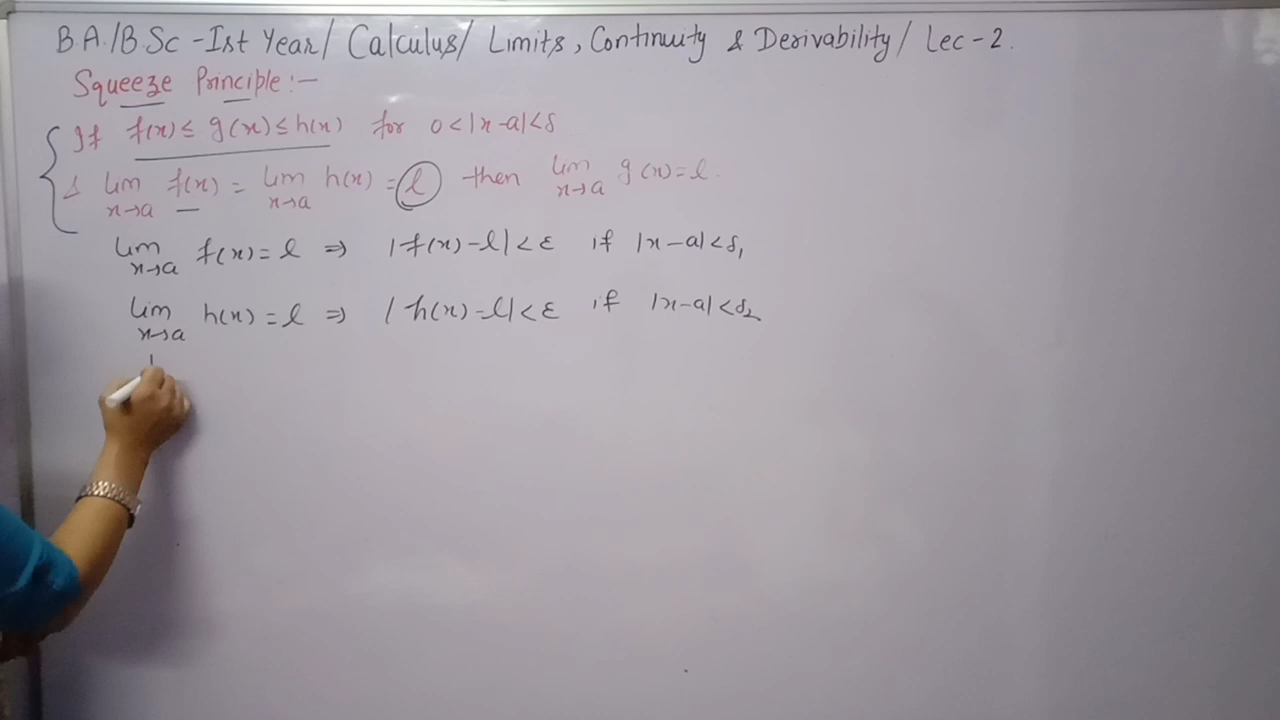 B.A./B.Sc - Ist Year/ Calculus/ Limits, Continuity & Derivability/ Lec-2.
Squeeze Principle:-
If f(x) ≤ g(x) ≤ h(x) for 0<|x-a|<δ
& lim x→a f(x) = lim x→a h(x) = l then lim x→a g(x) = l.
lim x→a f(x) = l ⇒ |f(x)-l|<ε if |x-a|<δ₁
lim x→a h(x) = l ⇒ |h(x)-l|<ε if |x-a|<δ₂